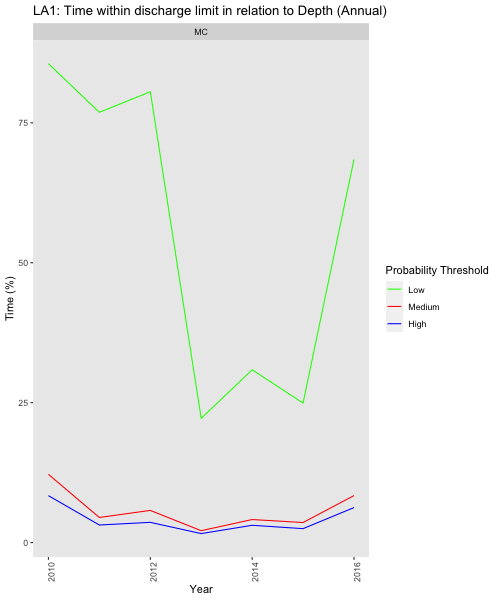 LA1: Time within discharge limit in relation to Depth (Annual)
MC
75
50
25
0
Time (%)
2010
2012
2014
2016
Year
Probability Threshold
Low
Medium
High